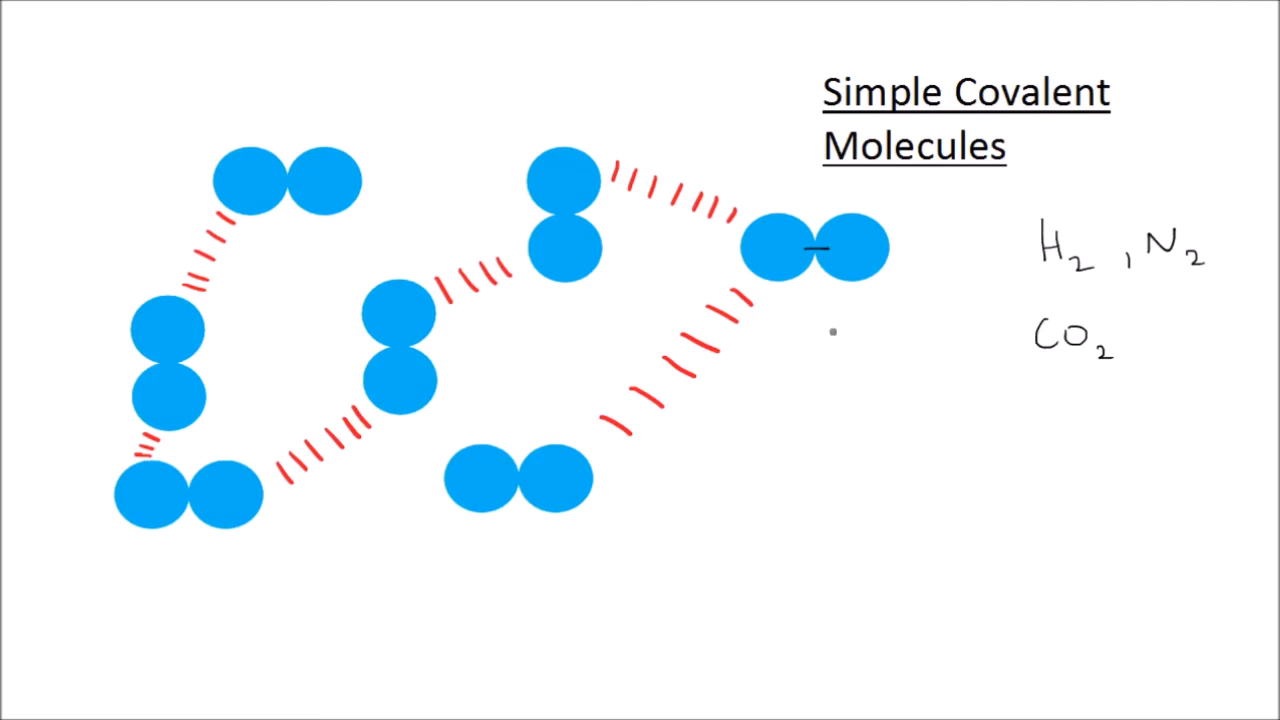 Simple Covalent
Molecules
H₂ , N₂
CO₂